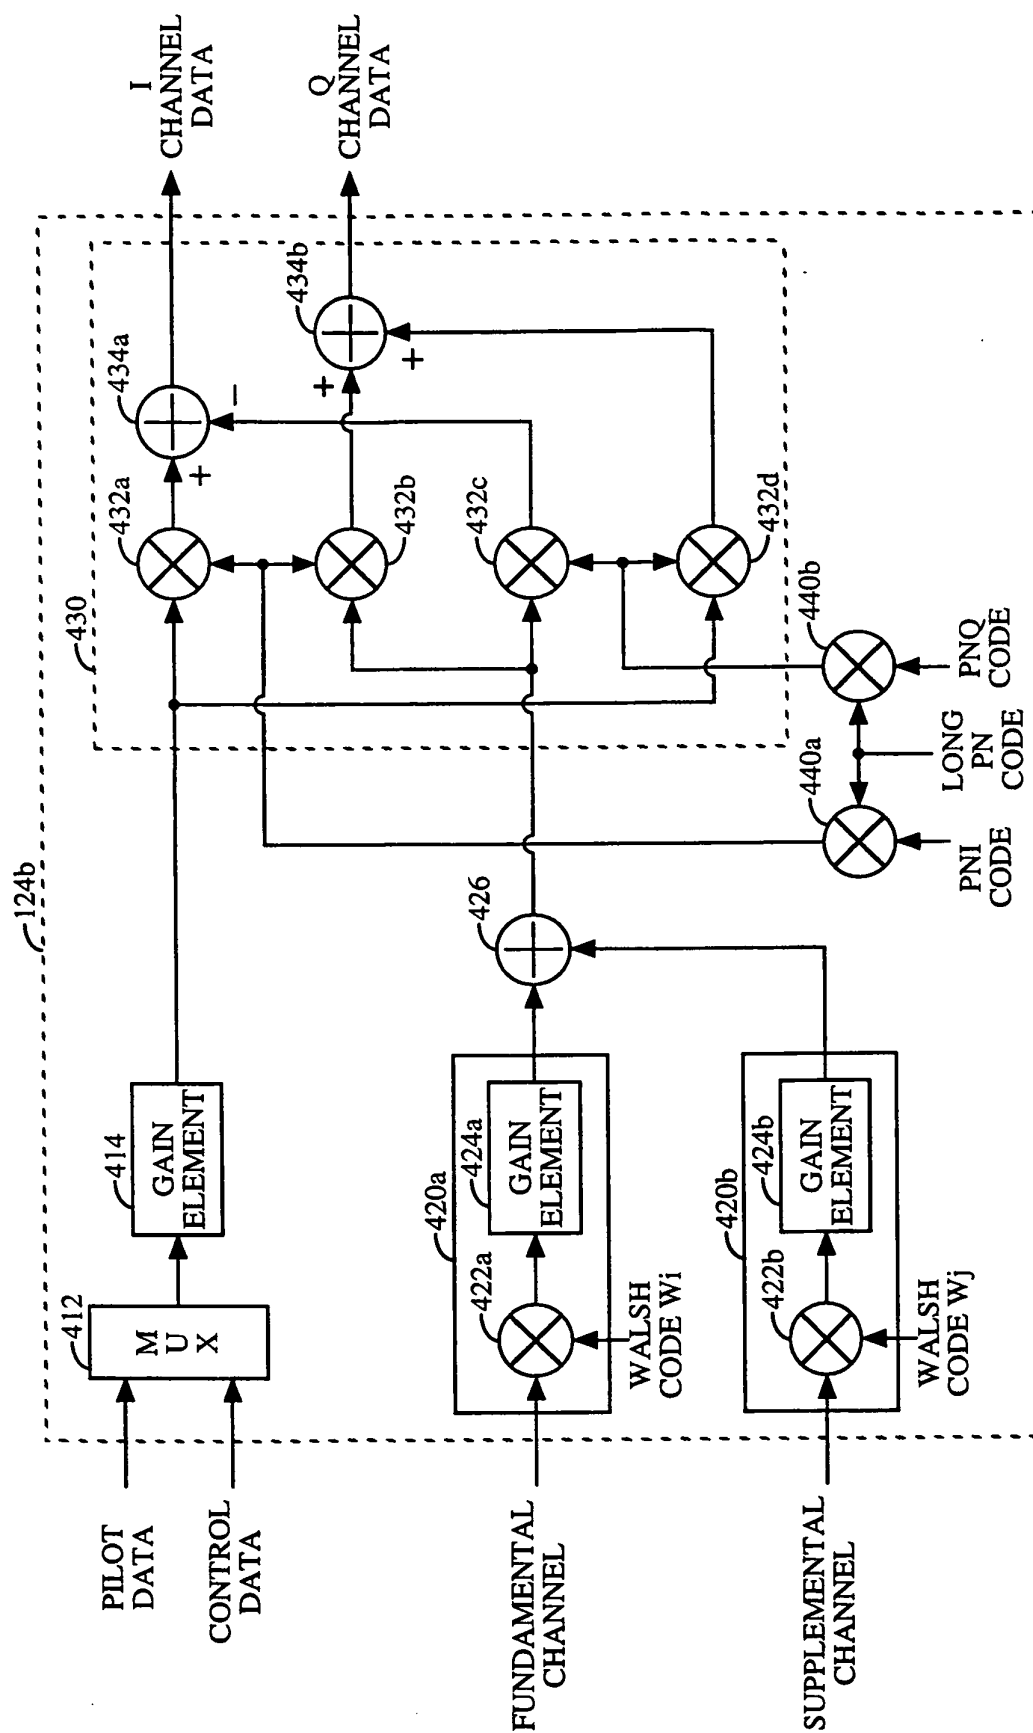 124b
PILOT
DATA
CONTROL
DATA
412
M
U
X
414
GAIN
ELEMENT
430
432a
+
434a
−
I
CHANNEL
DATA
432b
+
434b
+
Q
CHANNEL
DATA
432c
432d
FUNDAMENTAL
CHANNEL
420a
422a
WALSH
CODE Wi
424a
GAIN
ELEMENT
426
SUPPLEMENTAL
CHANNEL
420b
422b
WALSH
CODE Wj
424b
GAIN
ELEMENT
440a
440b
PNI
CODE
LONG
PN
CODE
PNQ
CODE